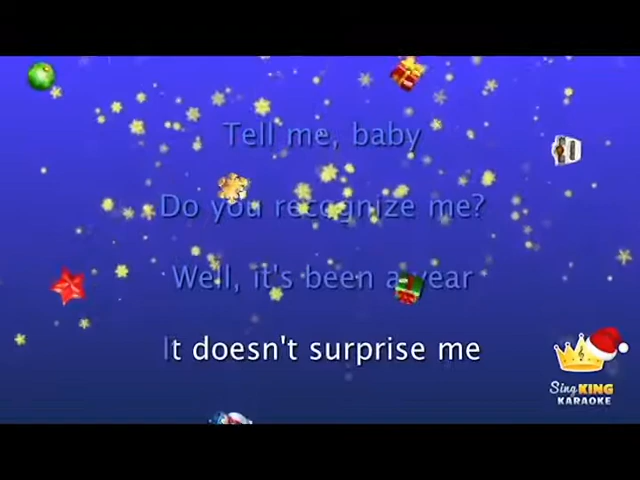 Tell me, baby
Do you recognize me?
Well, it's been a year
It doesn't surprise me
Sing KING
KARAOKE